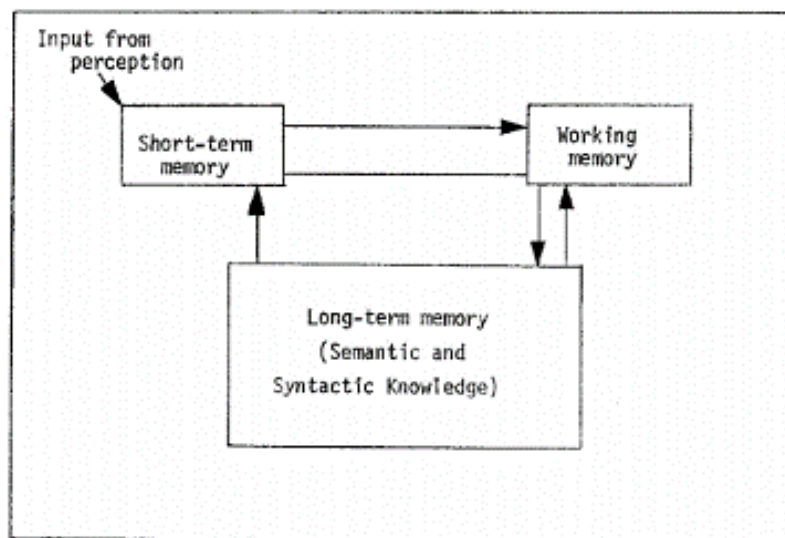 Input from
perception
Short-term
memory
Working
memory
Long-term memory
(Semantic and
Syntactic Knowledge)